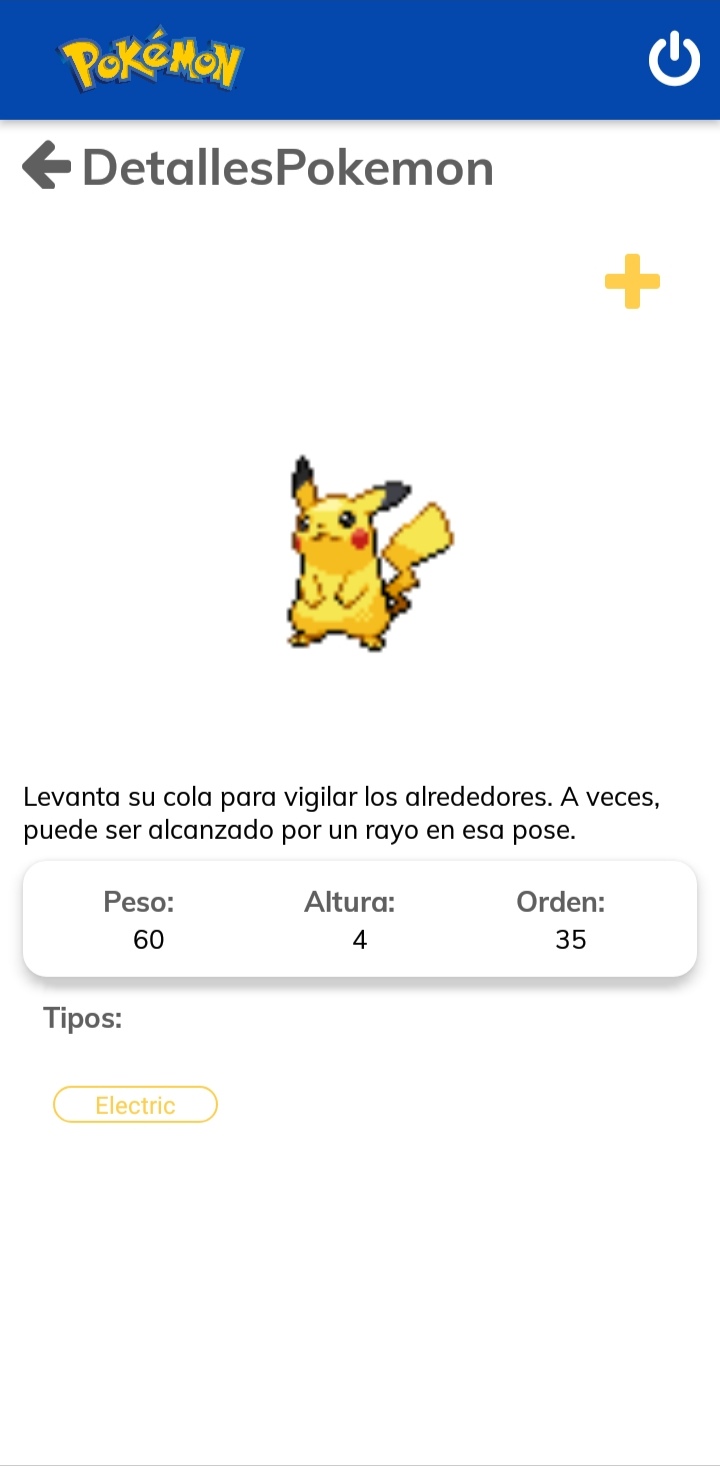 POKéMON
DetallesPokemon
Levanta su cola para vigilar los alrededores. A veces,
puede ser alcanzado por un rayo en esa pose.
Peso: Altura: Orden:
60 4 35
Tipos:
Electric